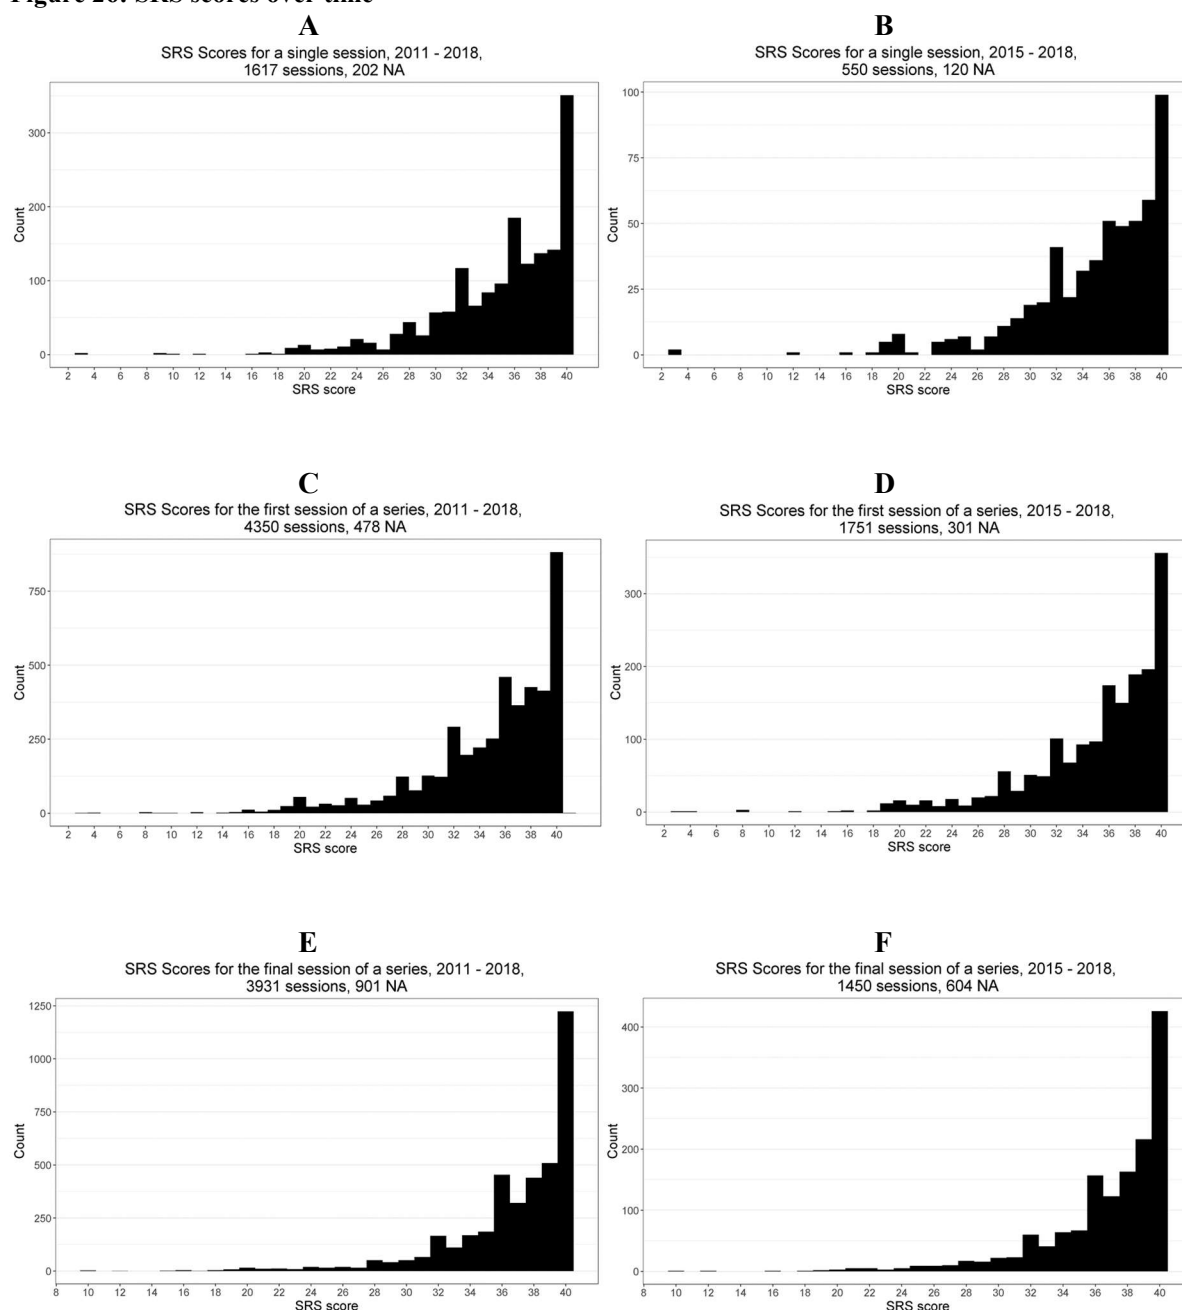 Figure 20: SRS scores over time
A
SRS Scores for a single session, 2011 - 2018,
1617 sessions, 202 NA
300
200
100
0
Count
2 4 6 8 10 12 14 16 18 20 22 24 26 28 30 32 34 36 38 40
SRS score
B
SRS Scores for a single session, 2015 - 2018,
550 sessions, 120 NA
100
75
50
25
0
Count
2 4 6 8 10 12 14 16 18 20 22 24 26 28 30 32 34 36 38 40
SRS score
C
SRS Scores for the first session of a series, 2011 - 2018,
4350 sessions, 478 NA
750
500
250
0
Count
2 4 6 8 10 12 14 16 18 20 22 24 26 28 30 32 34 36 38 40
SRS score
D
SRS Scores for the first session of a series, 2015 - 2018,
1751 sessions, 301 NA
300
200
100
0
Count
2 4 6 8 10 12 14 16 18 20 22 24 26 28 30 32 34 36 38 40
SRS score
E
SRS Scores for the final session of a series, 2011 - 2018,
3931 sessions, 901 NA
1250
1000
750
500
250
0
Count
8 10 12 14 16 18 20 22 24 26 28 30 32 34 36 38 40
SRS score
F
SRS Scores for the final session of a series, 2015 - 2018,
1450 sessions, 604 NA
400
300
200
100
0
Count
8 10 12 14 16 18 20 22 24 26 28 30 32 34 36 38 40
SRS score